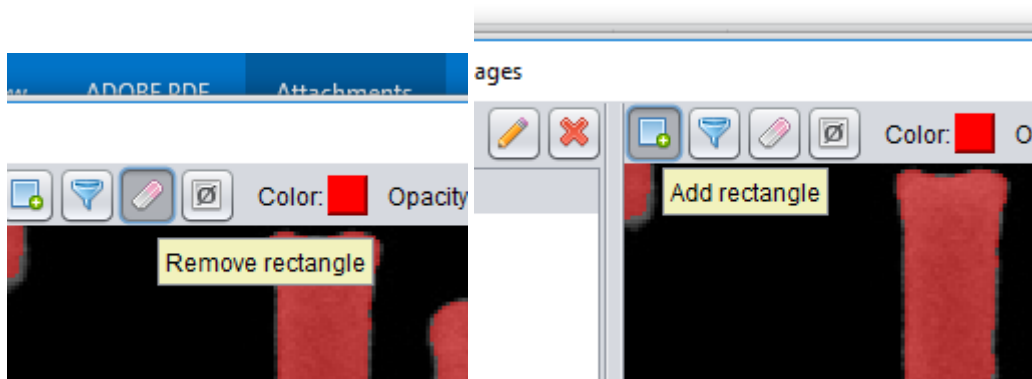 ADOBE PDF Attachments
Color: Opacity
Remove rectangle
ages
Color:
Add rectangle